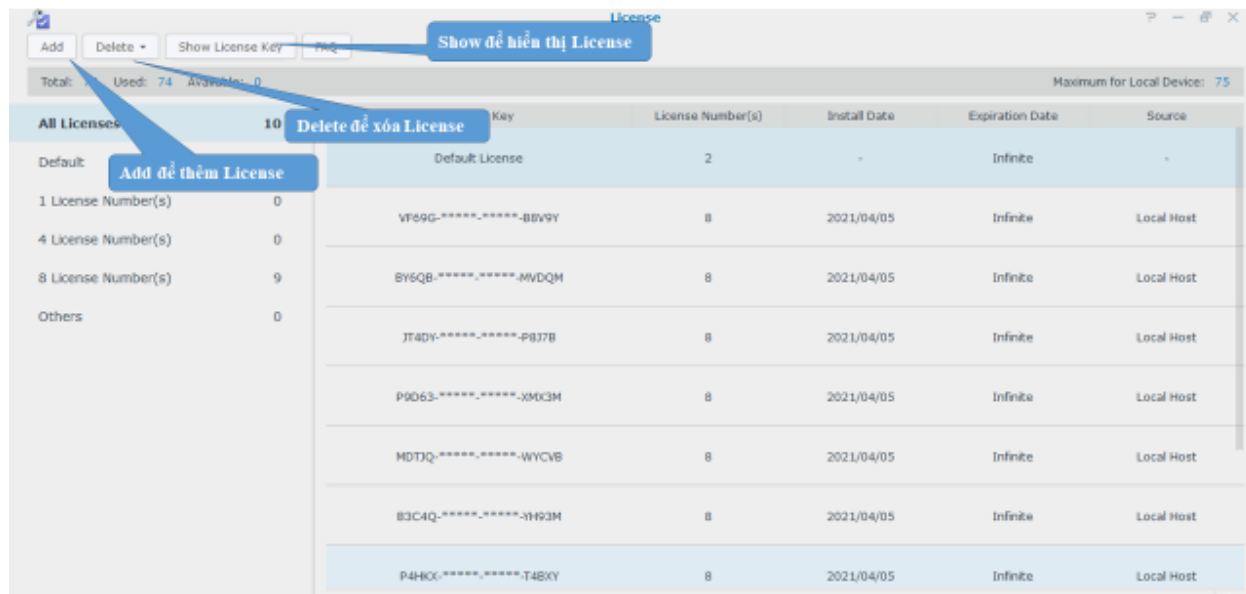 License
Add Delete Show License Key FAQ
Show để hiển thị License
Total: Used: 74 Available: 0 Maximum for Local Device: 75
All Licenses 10
Delete để xóa License
Key License Number(s) Install Date Expiration Date Source
Default
Add để thêm License
Default License 2 - Infinite -
1 License Number(s) 0
VF69G-*****-*****-B8V9Y 8 2021/04/05 Infinite Local Host
4 License Number(s) 0
8 License Number(s) 9
BY6QB-*****-*****-MVDQM 8 2021/04/05 Infinite Local Host
Others 0
JT4DY-*****-*****-P8J7B 8 2021/04/05 Infinite Local Host
P9D63-*****-*****-XMX3M 8 2021/04/05 Infinite Local Host
MDTJQ-*****-*****-WYCVB 8 2021/04/05 Infinite Local Host
B3C4Q-*****-*****-YH93M 8 2021/04/05 Infinite Local Host
8 2021/04/05 Infinite Local Host